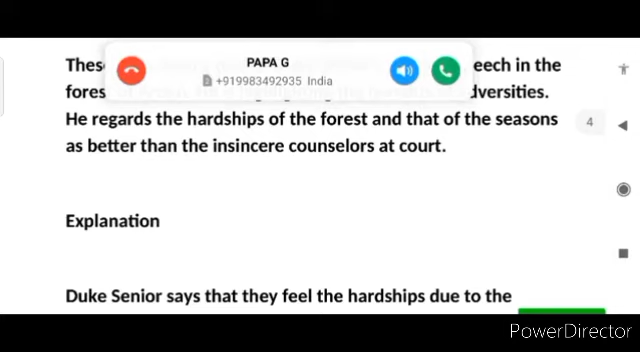 PAPA G
+919983492935 India
Thes eech in the
fores dversities.
He regards the hardships of the forest and that of the seasons
as better than the insincere counselors at court.
4
Explanation
Duke Senior says that they feel the hardships due to the
PowerDirector